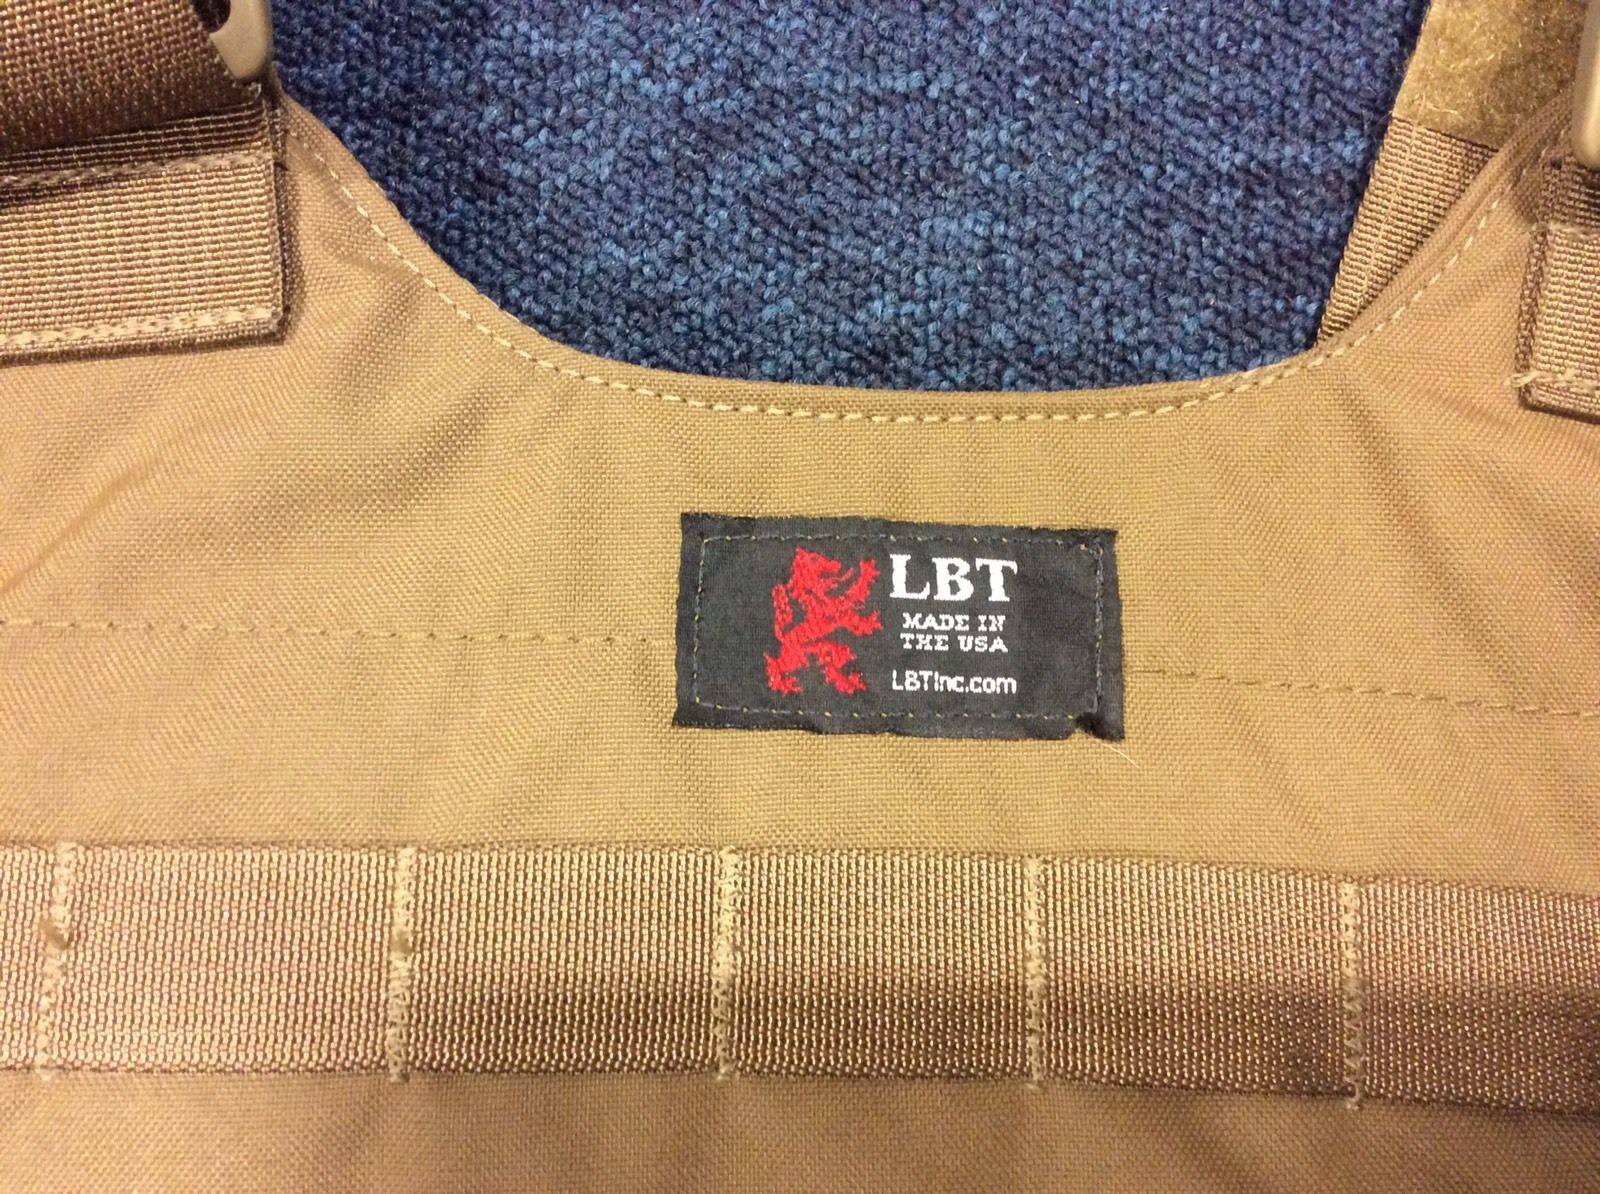 LBT
MADE IN
THE USA
LBTInc.com